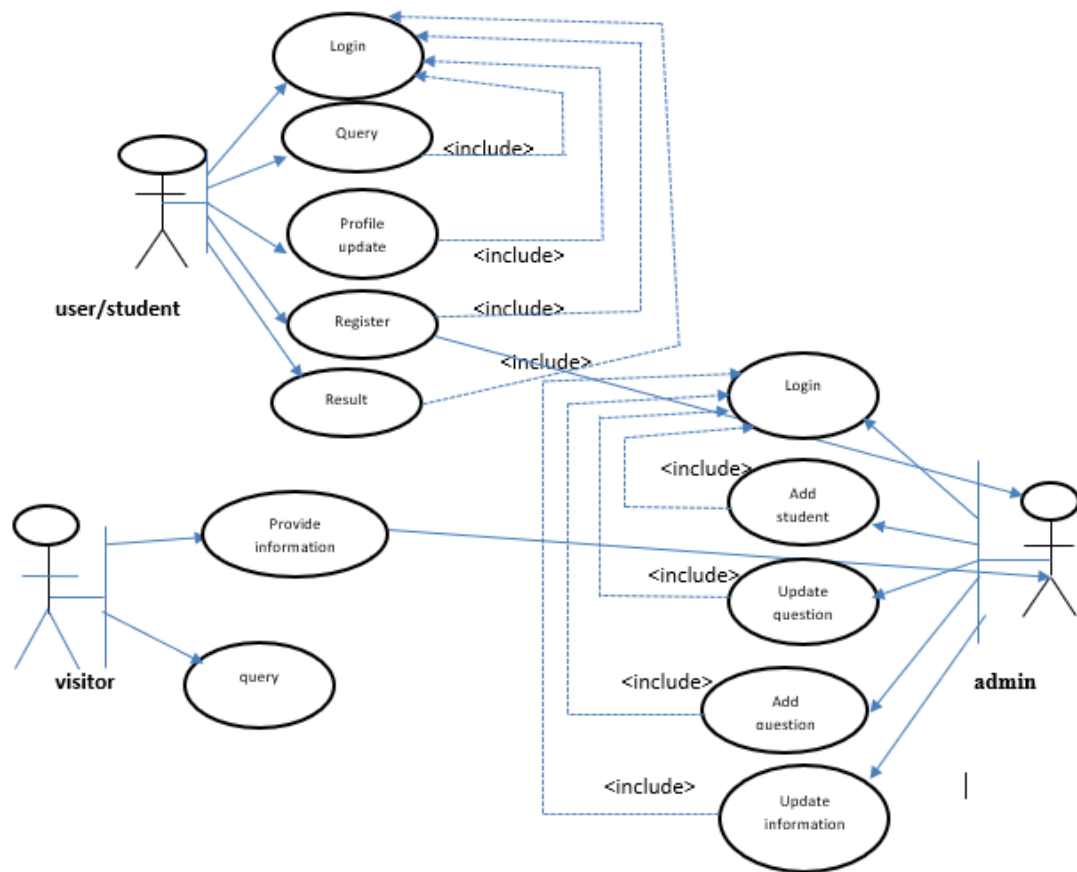 Login
Query
<include>
Profile
update
<include>
user/student
Register
<include>
Result
<include>
Login
<include>
Add
student
Provide
information
<include>
Update
question
visitor
query
<include>
Add
question
admin
<include>
Update
information